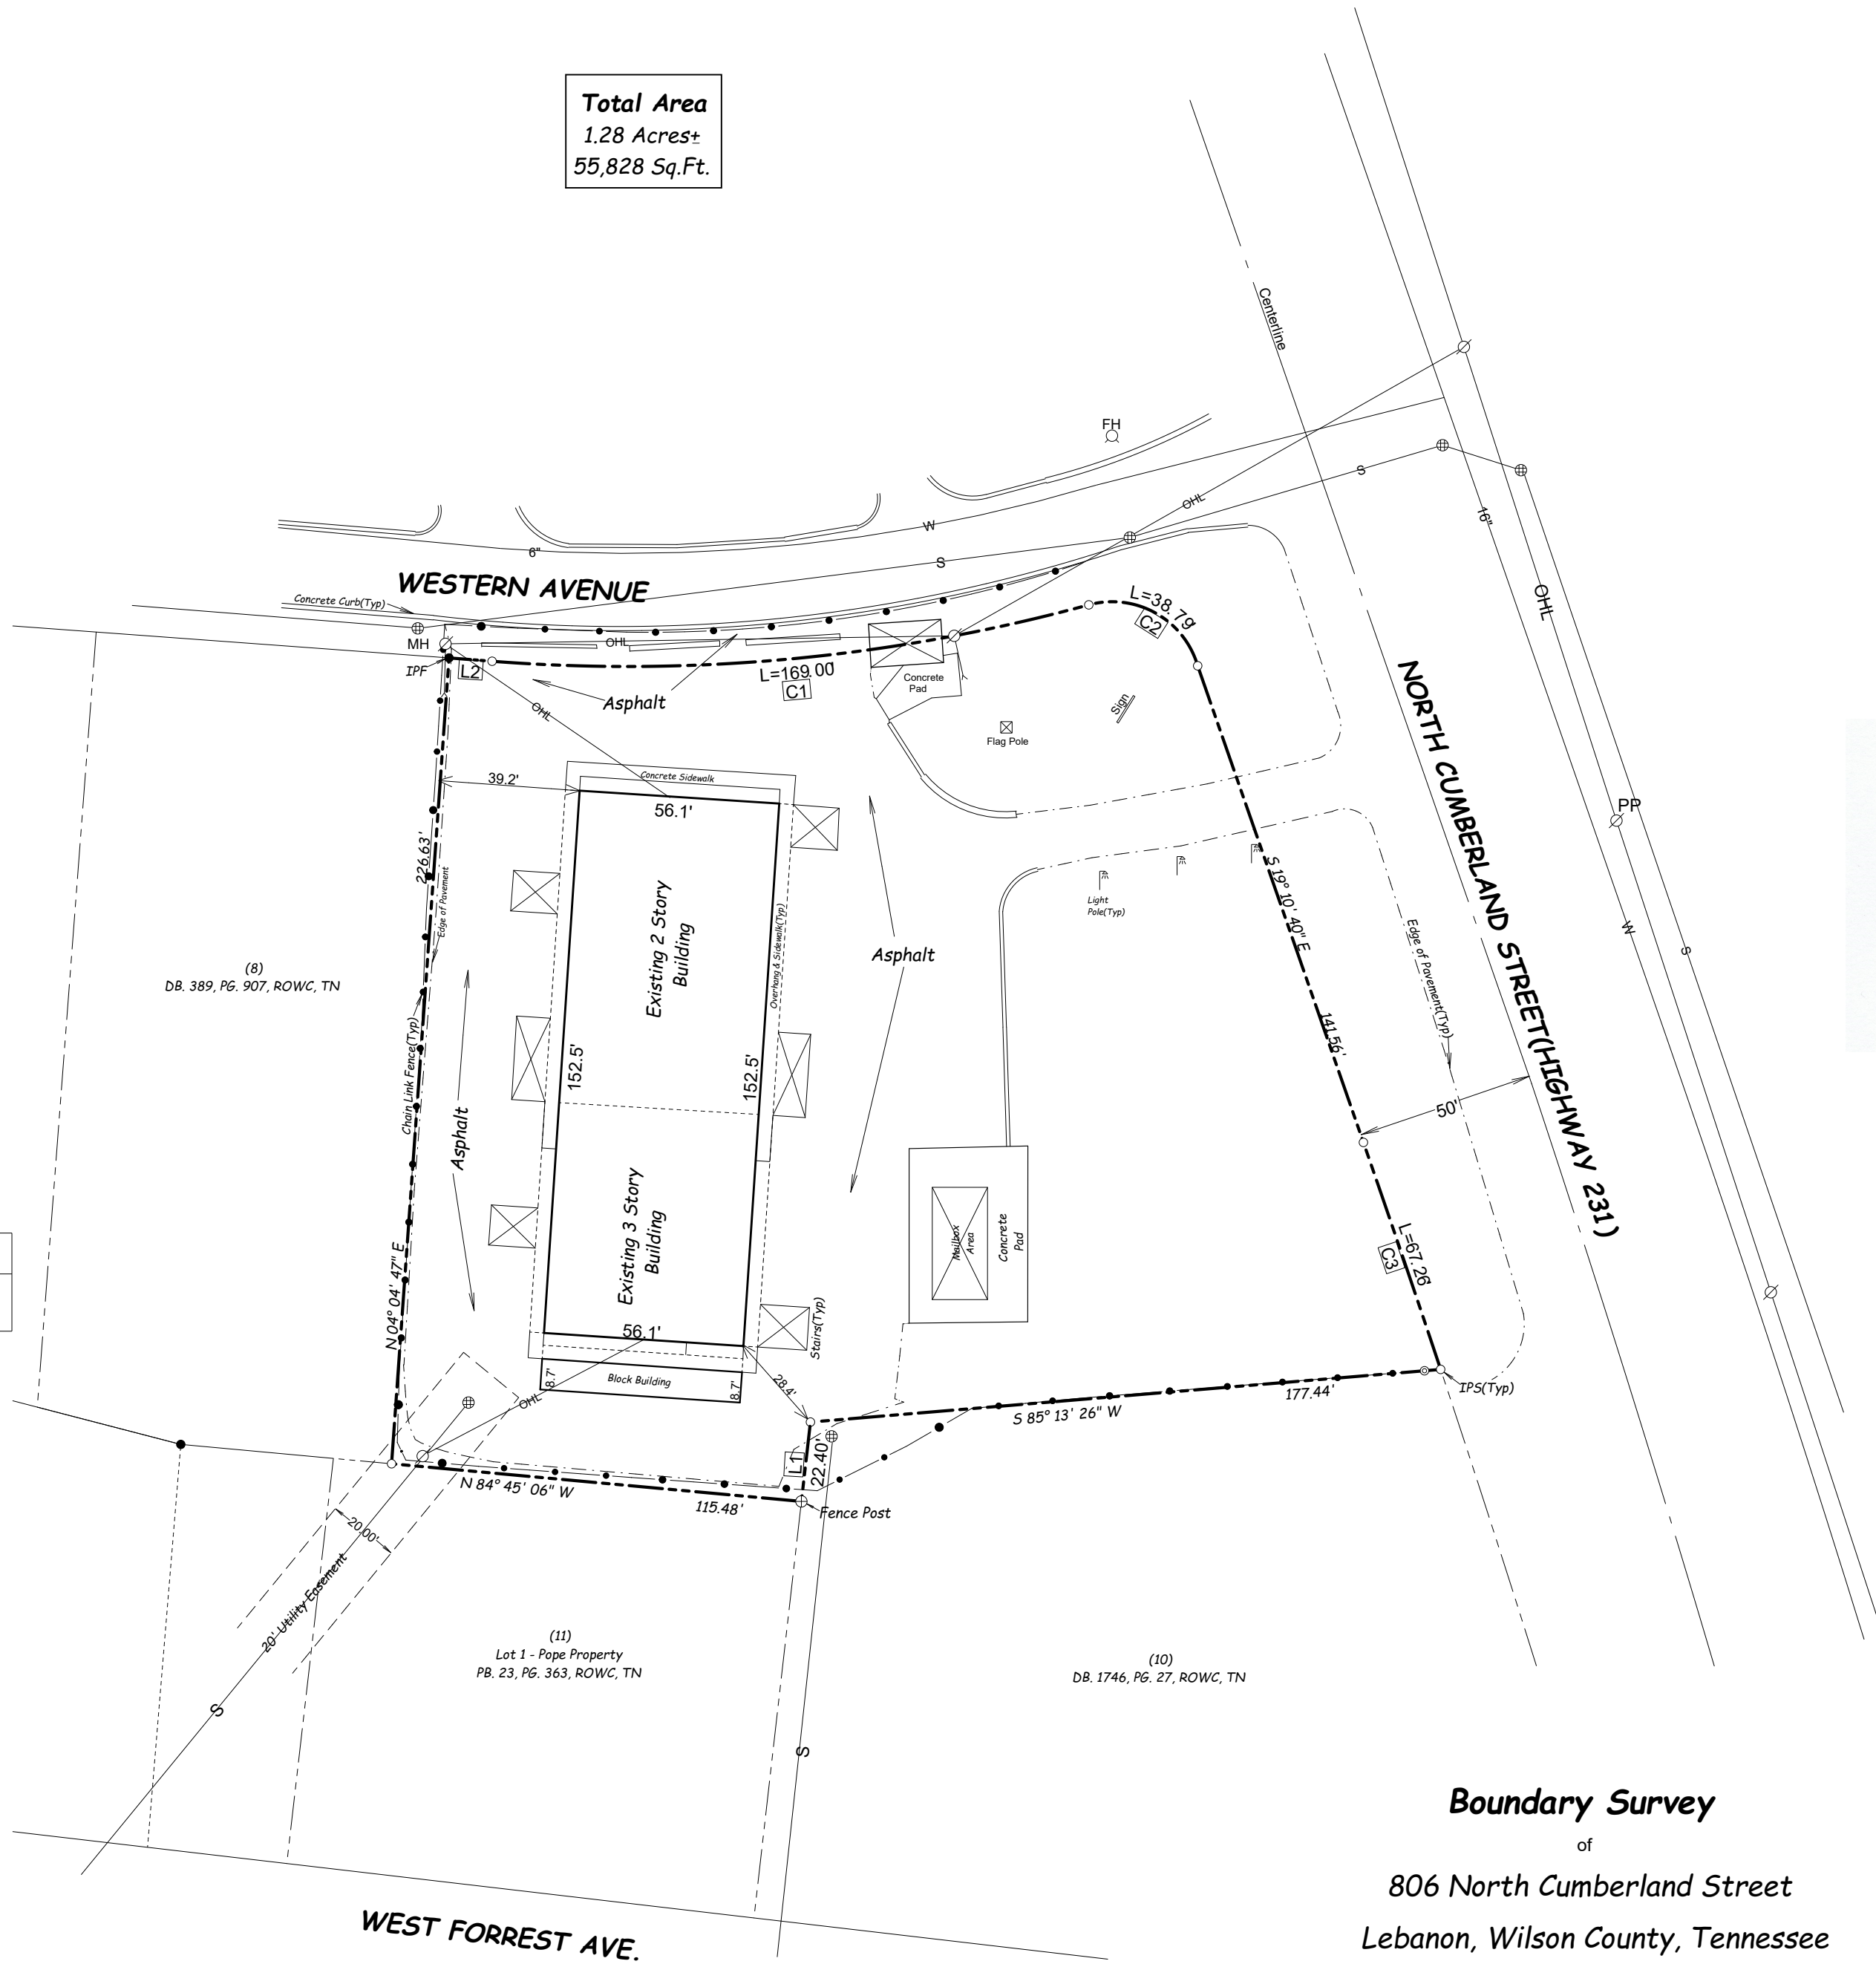 Total Area
1.28 Acres±
55,828 Sq.Ft.
Centerline
FH
OHL
S
W
6"
S
16"
OHL
WESTERN AVENUE
Concrete Curb(Typ)
MH
IPF
L2
OHL
L=169.00'
C1
L=38.79'
C2
Asphalt
OHL
Concrete
Pad
Sign
Flag Pole
39.2'
Concrete Sidewalk
56.1'
226.63'
Edge of Pavement
Existing 2 Story
Building
Overhang & Sidewalk(Typ)
Asphalt
Light
Pole(Typ)
S 19° 10' 40" E
141.56'
Edge of Pavement(Typ)
NORTH CUMBERLAND STREET(HIGHWAY 231)
PP
W
S
(8)
DB. 389, PG. 907, ROWC, TN
Chain Link Fence(Typ)
Asphalt
152.5'
152.5'
50'
Existing 3 Story
Building
Mailbox
Area
Concrete
Pad
L=67.26'
C3
N 04° 04' 47" E
56.1'
Stairs(Typ)
8.7'
Block Building
8.7'
28.4'
OHL
IPS(Typ)
177.44'
S 85° 13' 26" W
L1
22.40'
N 84° 45' 06" W
115.48'
Fence Post
20.00'
20' Utility Easement
(11)
Lot 1 - Pope Property
PB. 23, PG. 363, ROWC, TN
(10)
DB. 1746, PG. 27, ROWC, TN
S
S
WEST FORREST AVE.
Boundary Survey
of
806 North Cumberland Street
Lebanon, Wilson County, Tennessee